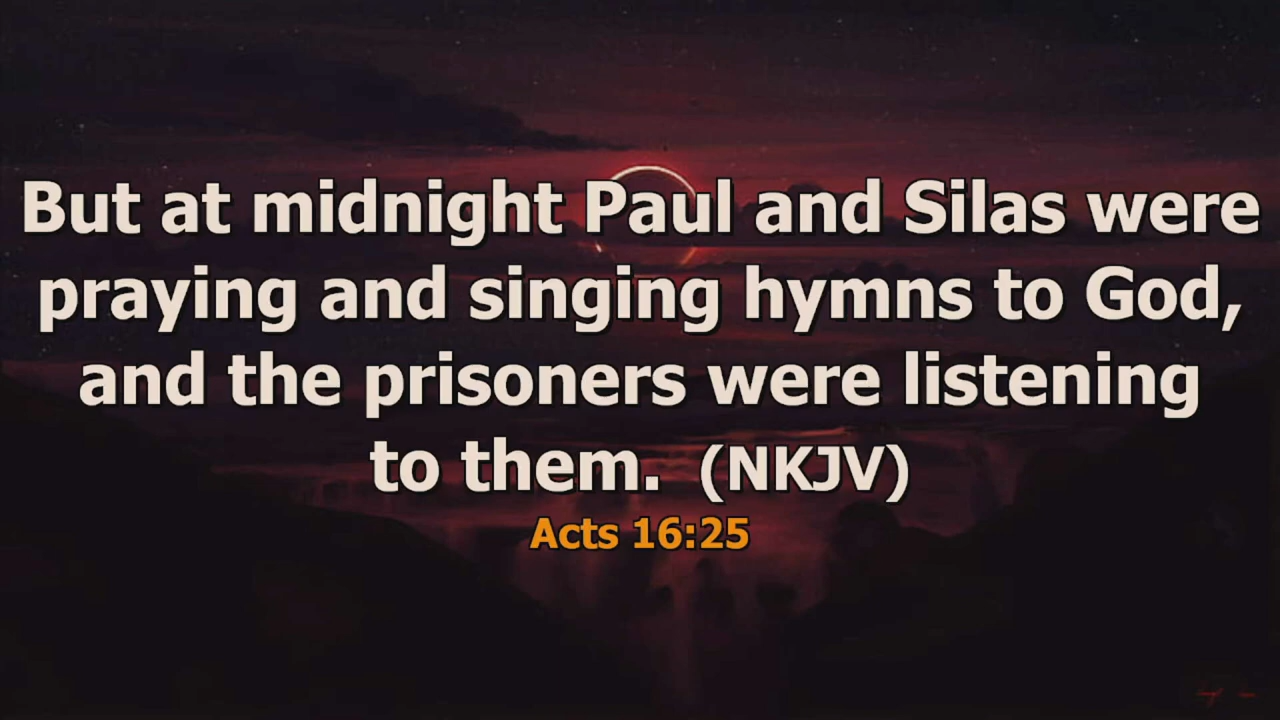 But at midnight Paul and Silas were
praying and singing hymns to God,
and the prisoners were listening
to them.  (NKJV)
Acts 16:25